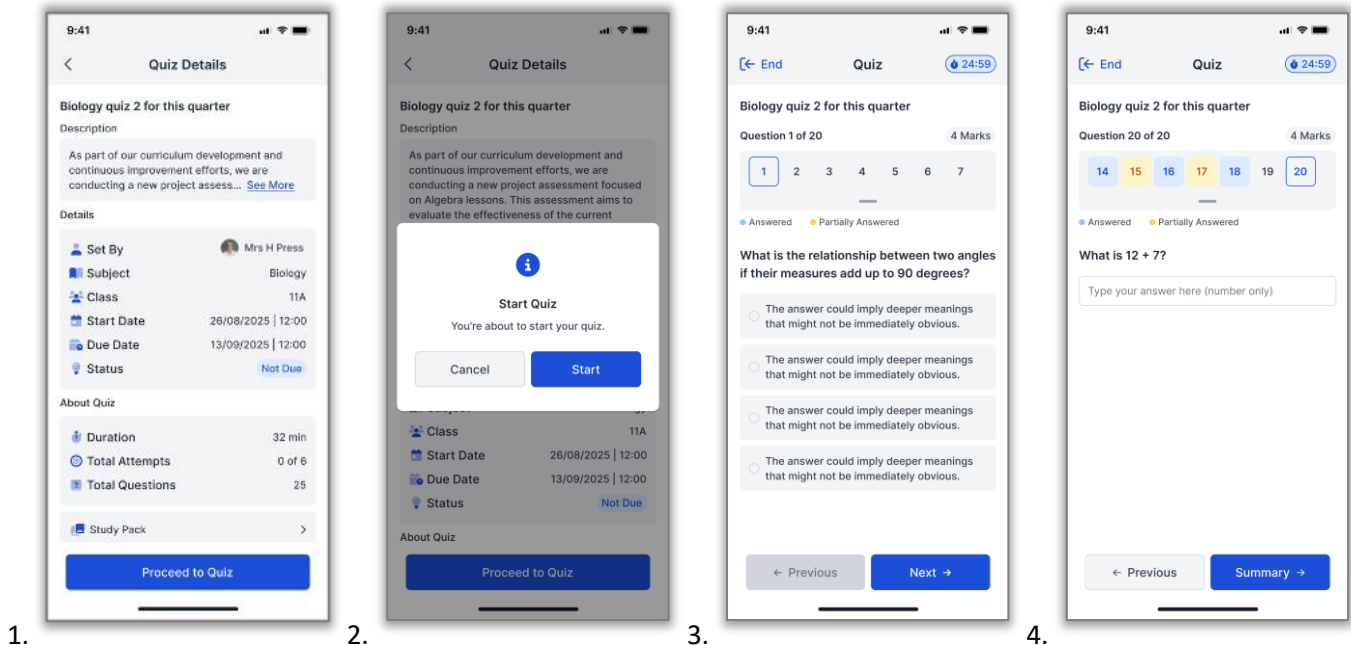 9:41
Quiz Details
Biology quiz 2 for this quarter
Description
As part of our curriculum development and
continuous improvement efforts, we are
conducting a new project assess... See More
Details
Set By Mrs H Press
Subject Biology
Class 11A
Start Date 26/08/2025 | 12:00
Due Date 13/09/2025 | 12:00
Status Not Due
About Quiz
Duration 32 min
Total Attempts 0 of 6
Total Questions 25
Study Pack
Proceed to Quiz
1.
9:41
Quiz Details
Biology quiz 2 for this quarter
Description
As part of our curriculum development and
continuous improvement efforts, we are
conducting a new project assessment focused
on Algebra lessons. This assessment aims to
evaluate the effectiveness of the current
Start Quiz
You're about to start your quiz.
Cancel Start
Class 11A
Start Date 26/08/2025 | 12:00
Due Date 13/09/2025 | 12:00
Status Not Due
About Quiz
Proceed to Quiz
2.
9:41
End Quiz 24:59
Biology quiz 2 for this quarter
Question 1 of 20 4 Marks
1 2 3 4 5 6 7
Answered Partially Answered
What is the relationship between two angles
if their measures add up to 90 degrees?
The answer could imply deeper meanings
that might not be immediately obvious.
The answer could imply deeper meanings
that might not be immediately obvious.
The answer could imply deeper meanings
that might not be immediately obvious.
The answer could imply deeper meanings
that might not be immediately obvious.
← Previous Next →
3.
9:41
End Quiz 24:59
Biology quiz 2 for this quarter
Question 20 of 20 4 Marks
14 15 16 17 18 19 20
Answered Partially Answered
What is 12 + 7?
Type your answer here (number only)
← Previous Summary →
4.